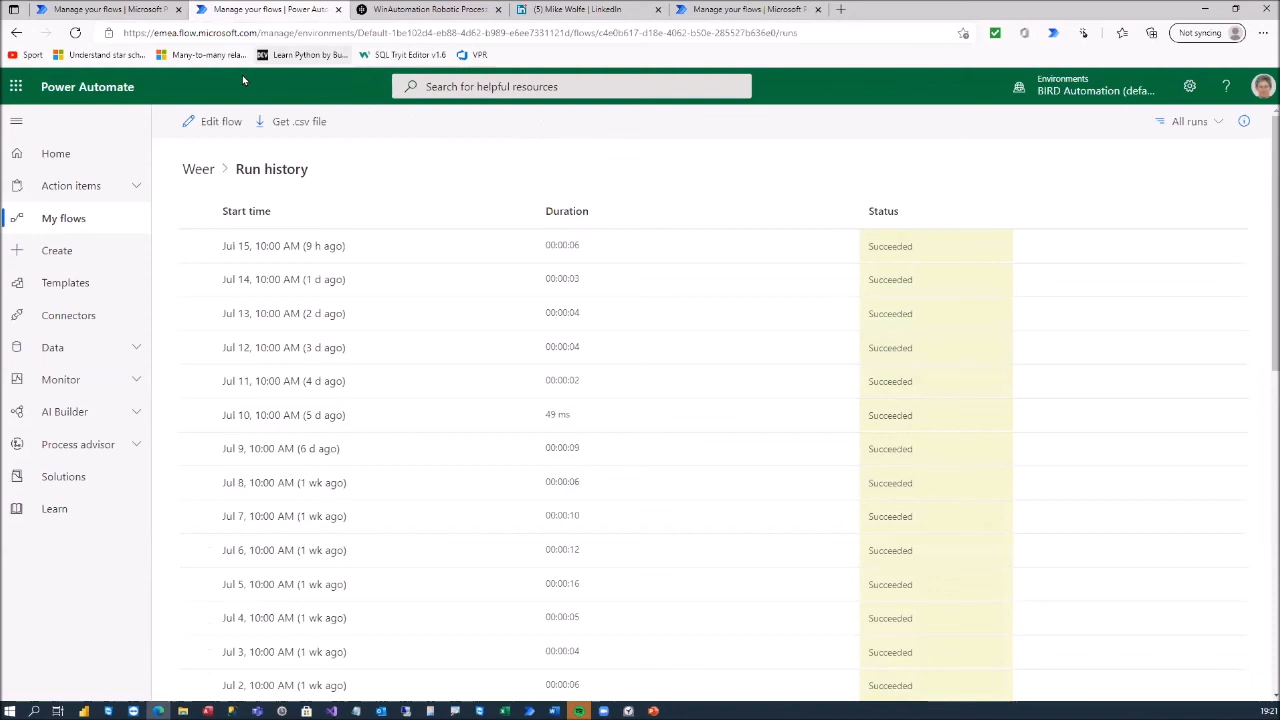 Manage your flows | Microsoft P
Manage your flows | Power Auto
WinAutomation Robotic Process
(5) Mike Wolfe | LinkedIn
Manage your flows | Microsoft P
https://emea.flow.microsoft.com/manage/environments/Default-1be102d4-eb88-4d62-b989-e6ee7331121d/flows/c4e0b617-d18e-4062-b50e-285527b636e0/runs
Not syncing
Sport
Understand star sch...
Many-to-many rela...
Learn Python by Bu...
SQL Tryit Editor v1.6
VPR
Power Automate
Search for helpful resources
Environments
BIRD Automation (defa...
Edit flow
Get .csv file
All runs
Home
Action items
My flows
Create
Templates
Connectors
Data
Monitor
AI Builder
Process advisor
Solutions
Learn
Weer > Run history
Start time Duration Status
Jul 15, 10:00 AM (9 h ago) 00:00:06 Succeeded
Jul 14, 10:00 AM (1 d ago) 00:00:03 Succeeded
Jul 13, 10:00 AM (2 d ago) 00:00:04 Succeeded
Jul 12, 10:00 AM (3 d ago) 00:00:04 Succeeded
Jul 11, 10:00 AM (4 d ago) 00:00:02 Succeeded
Jul 10, 10:00 AM (5 d ago) 49 ms Succeeded
Jul 9, 10:00 AM (6 d ago) 00:00:09 Succeeded
Jul 8, 10:00 AM (1 wk ago) 00:00:06 Succeeded
Jul 7, 10:00 AM (1 wk ago) 00:00:10 Succeeded
Jul 6, 10:00 AM (1 wk ago) 00:00:12 Succeeded
Jul 5, 10:00 AM (1 wk ago) 00:00:16 Succeeded
Jul 4, 10:00 AM (1 wk ago) 00:00:05 Succeeded
Jul 3, 10:00 AM (1 wk ago) 00:00:04 Succeeded
Jul 2, 10:00 AM (1 wk ago) 00:00:06 Succeeded
19:21